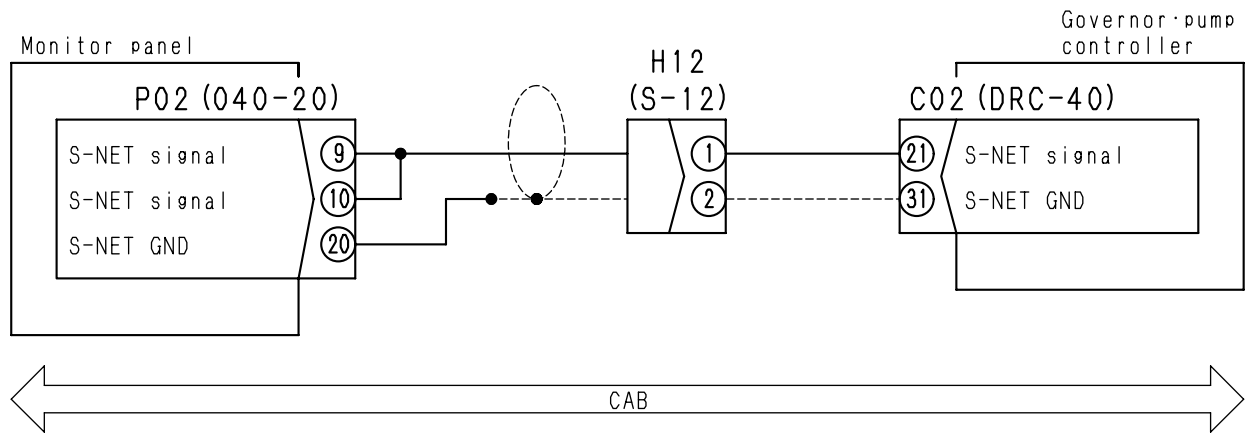 Monitor panel
Governor·pump
controller
P02 (040-20)
H12
(S-12)
C02 (DRC-40)
S-NET signal
9
1
21
S-NET signal
S-NET signal
10
2
31
S-NET GND
S-NET GND
20
CAB